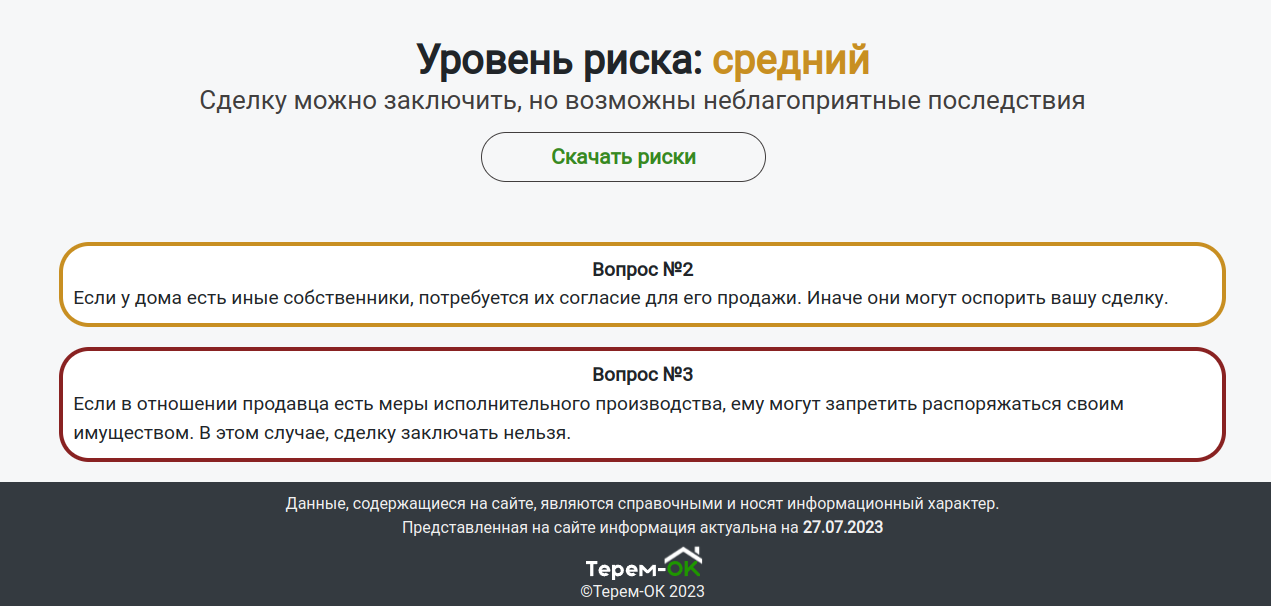 Уровень риска: средний
Сделку можно заключить, но возможны неблагоприятные последствия
Скачать риски
Вопрос №2
Если у дома есть иные собственники, потребуется их согласие для его продажи. Иначе они могут оспорить вашу сделку.
Вопрос №3
Если в отношении продавца есть меры исполнительного производства, ему могут запретить распоряжаться своим
имуществом. В этом случае, сделку заключать нельзя.
Данные, содержащиеся на сайте, являются справочными и носят информационный характер.
Представленная на сайте информация актуальна на 27.07.2023
Терем-ОК
©Терем-ОК 2023